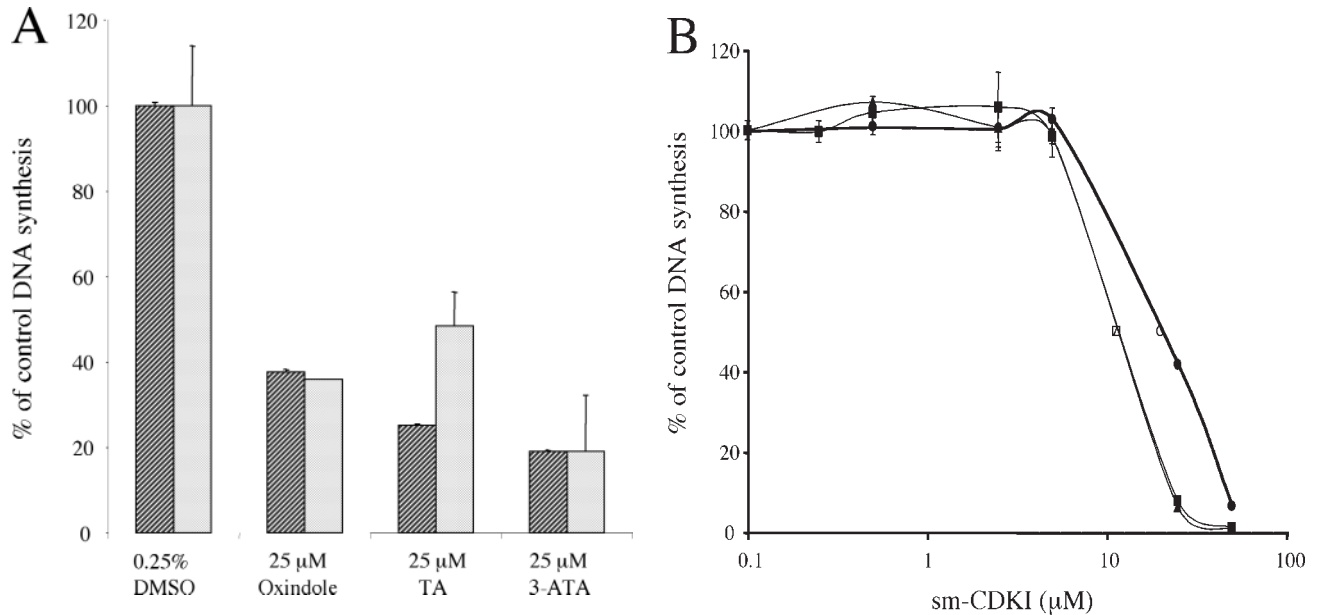 A
% of control DNA synthesis
120
100
80
60
40
20
0
0.25%
DMSO
25 µM
Oxindole
25 µM
TA
25 µM
3-ATA
B
% of control DNA synthesis
120
100
80
60
40
20
0
0.1
1
10
100
sm-CDKI (µM)